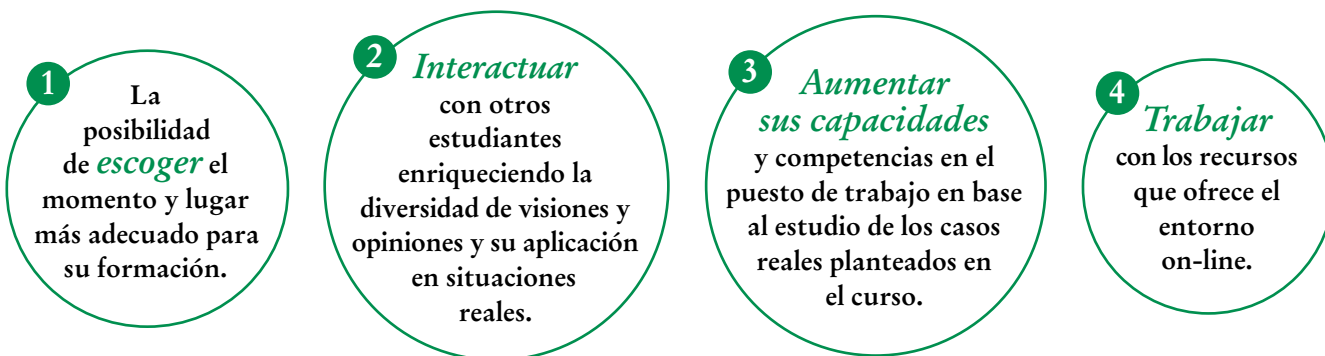 1
La
posibilidad
de escoger el
momento y lugar
más adecuado para
su formación.
2
Interactuar
con otros
estudiantes
enriqueciendo la
diversidad de visiones y
opiniones y su aplicación
en situaciones
reales.
3
Aumentar
sus capacidades
y competencias en el
puesto de trabajo en base
al estudio de los casos
reales planteados en
el curso.
4
Trabajar
con los recursos
que ofrece el
entorno
on-line.